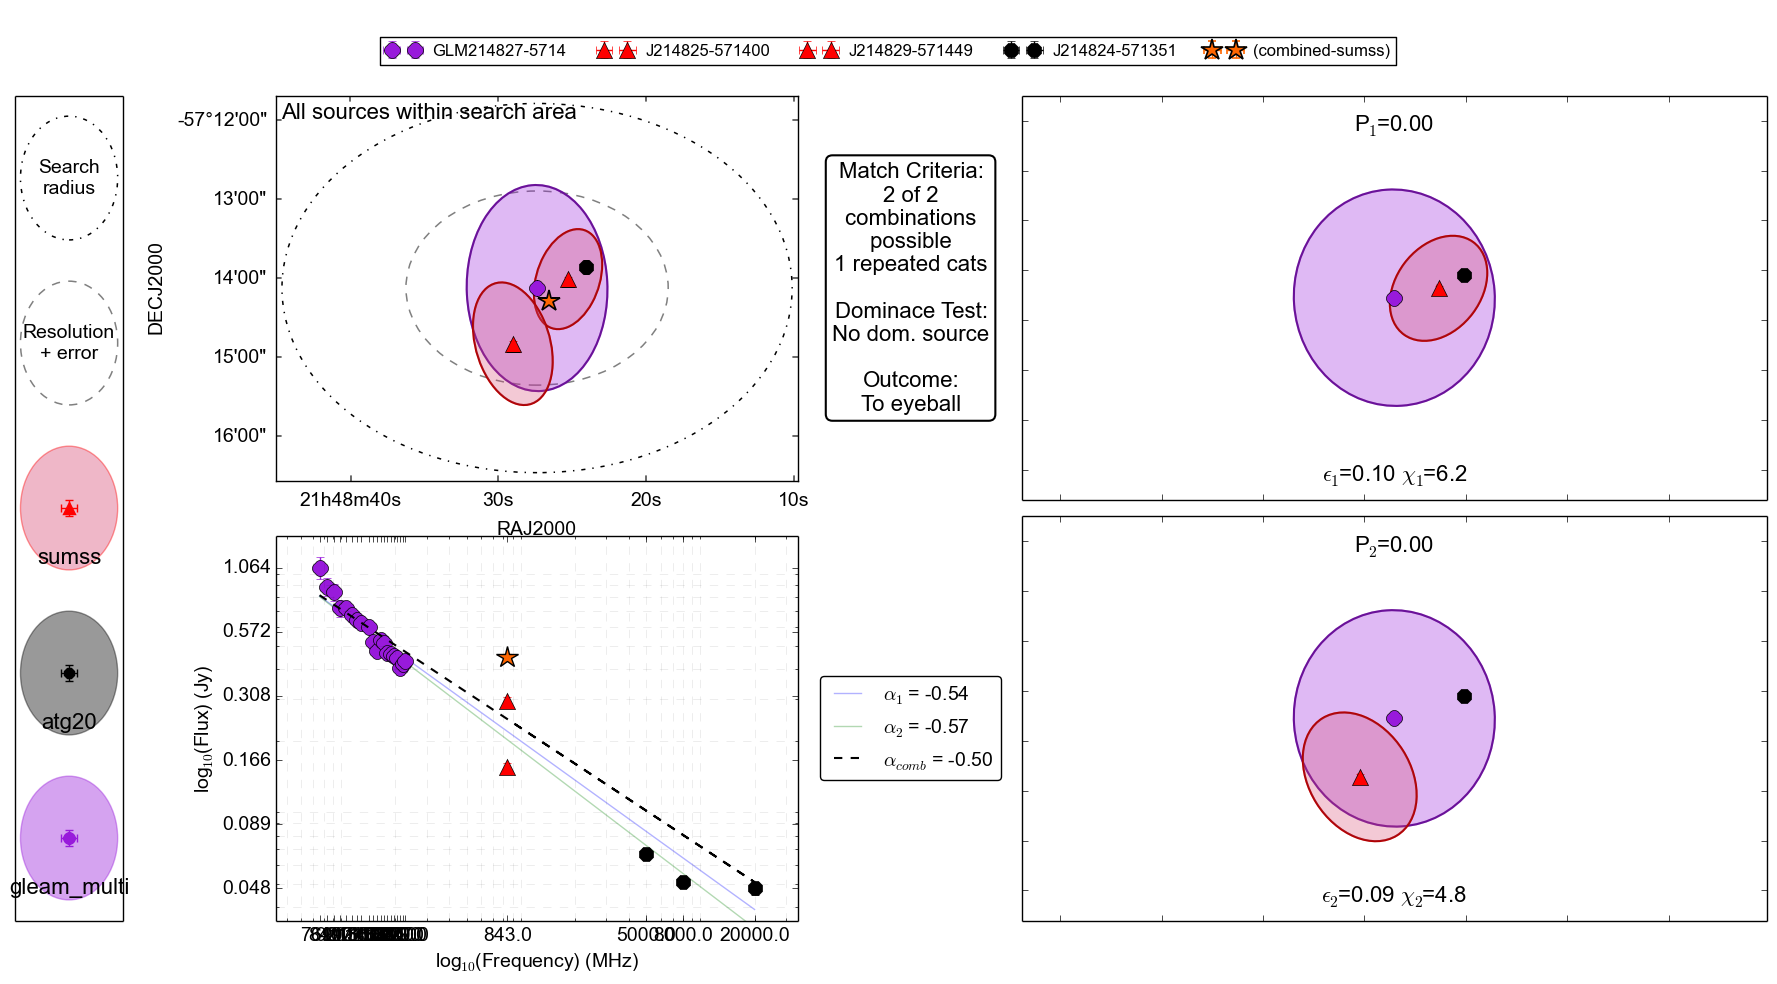 GLM214827-5714
J214825-571400
J214829-571449
J214824-571351
(combined-sumss)
Search
radius
Resolution
+ error
sumss
atg20
gleam_multi
All sources within search area
-57°12'00"
13'00"
14'00"
15'00"
16'00"
DECJ2000
21h48m40s
30s
20s
10s
RAJ2000
Match Criteria:
2 of 2
combinations
possible
1 repeated cats
Dominace Test:
No dom. source
Outcome:
To eyeball
P1=0.00
ϵ1=0.10 χ1=6.2
P2=0.00
ϵ2=0.09 χ2=4.8
1.064
0.572
0.308
0.166
0.089
0.048
log10(Flux) (Jy)
843.0
5000.0
8000.0
20000.0
log10(Frequency) (MHz)
α1 = -0.54
α2 = -0.57
αcomb = -0.50